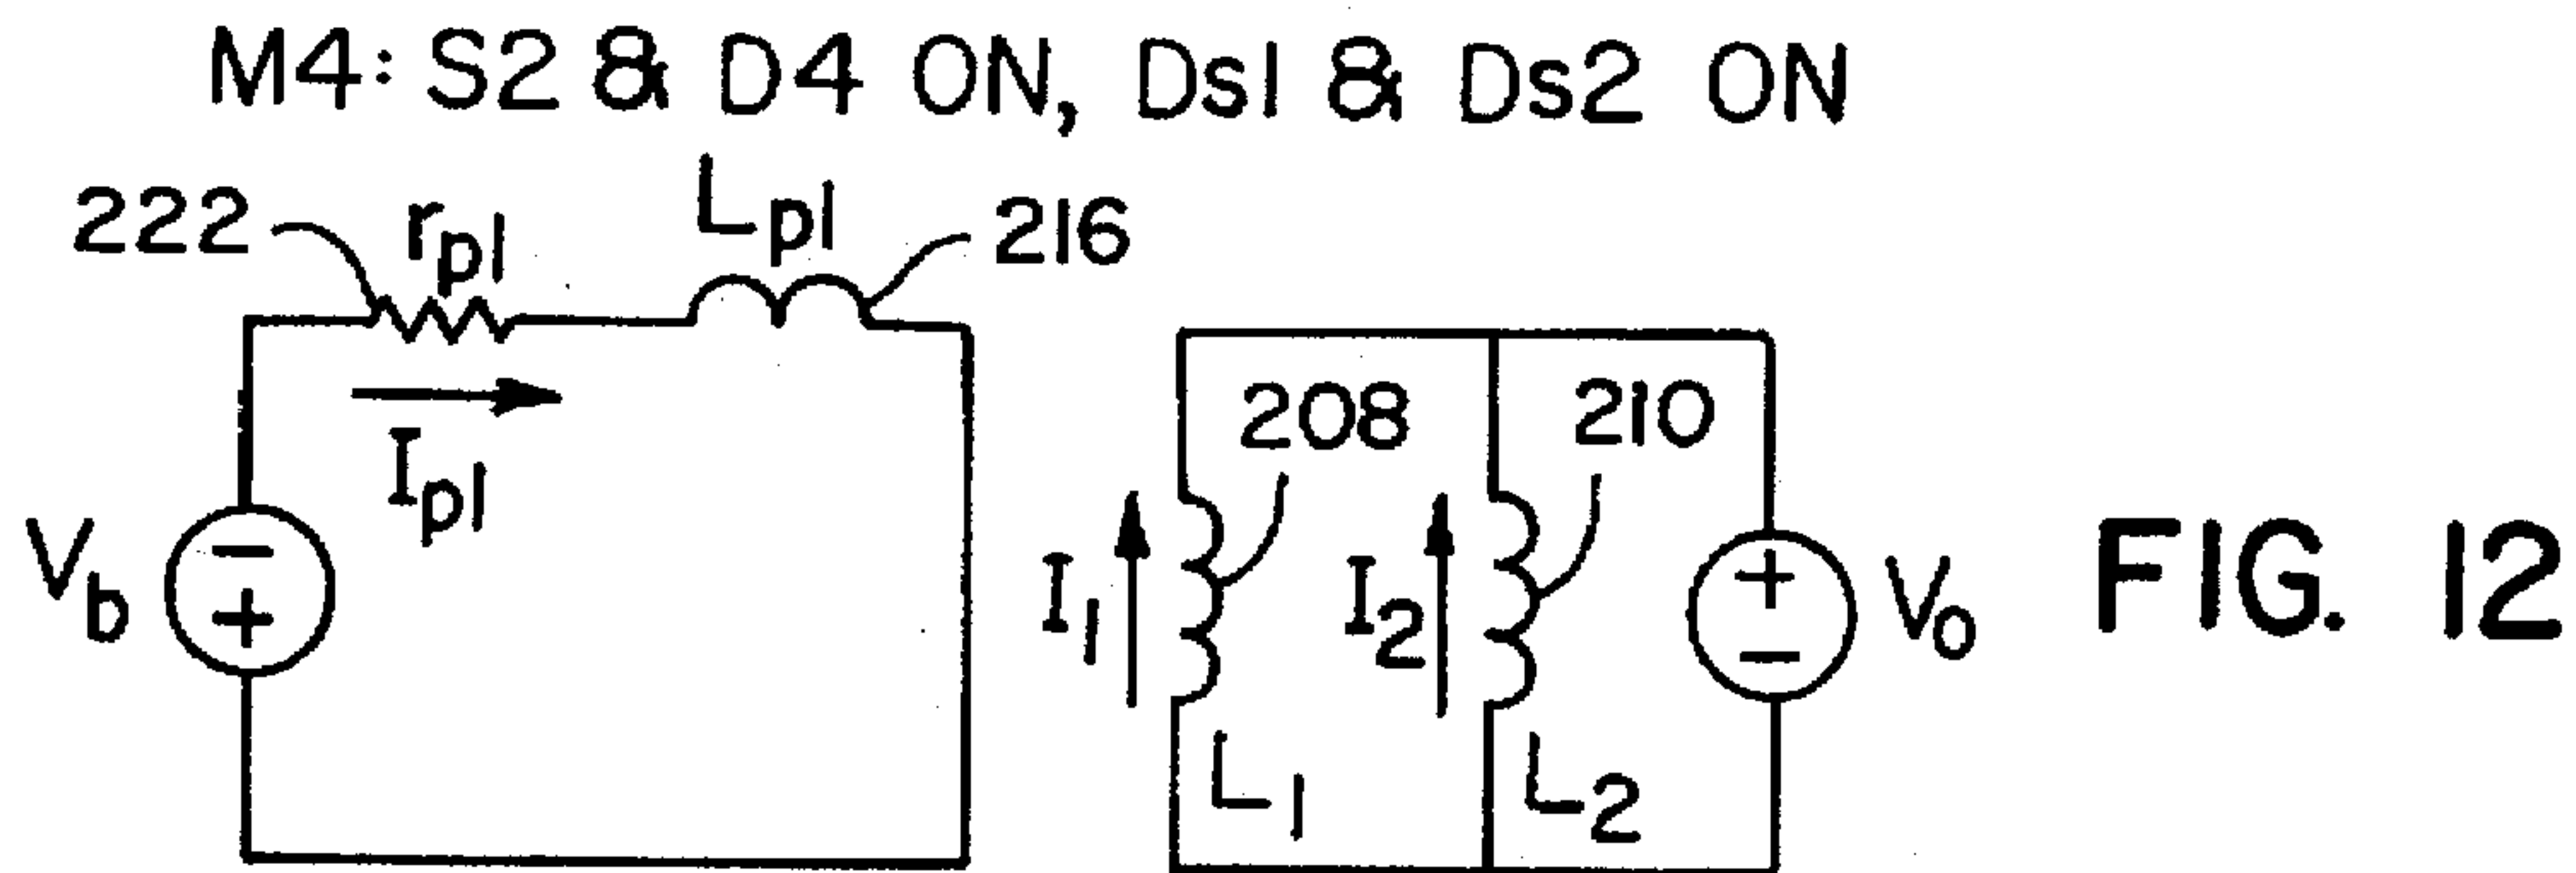 M4: S2 & D4 ON, Ds1 & Ds2 ON
222
rp1
Lp1
216
Ip1
Vb
-
+
208
210
I1
I2
L1
L2
+
-
Vo
FIG. 12